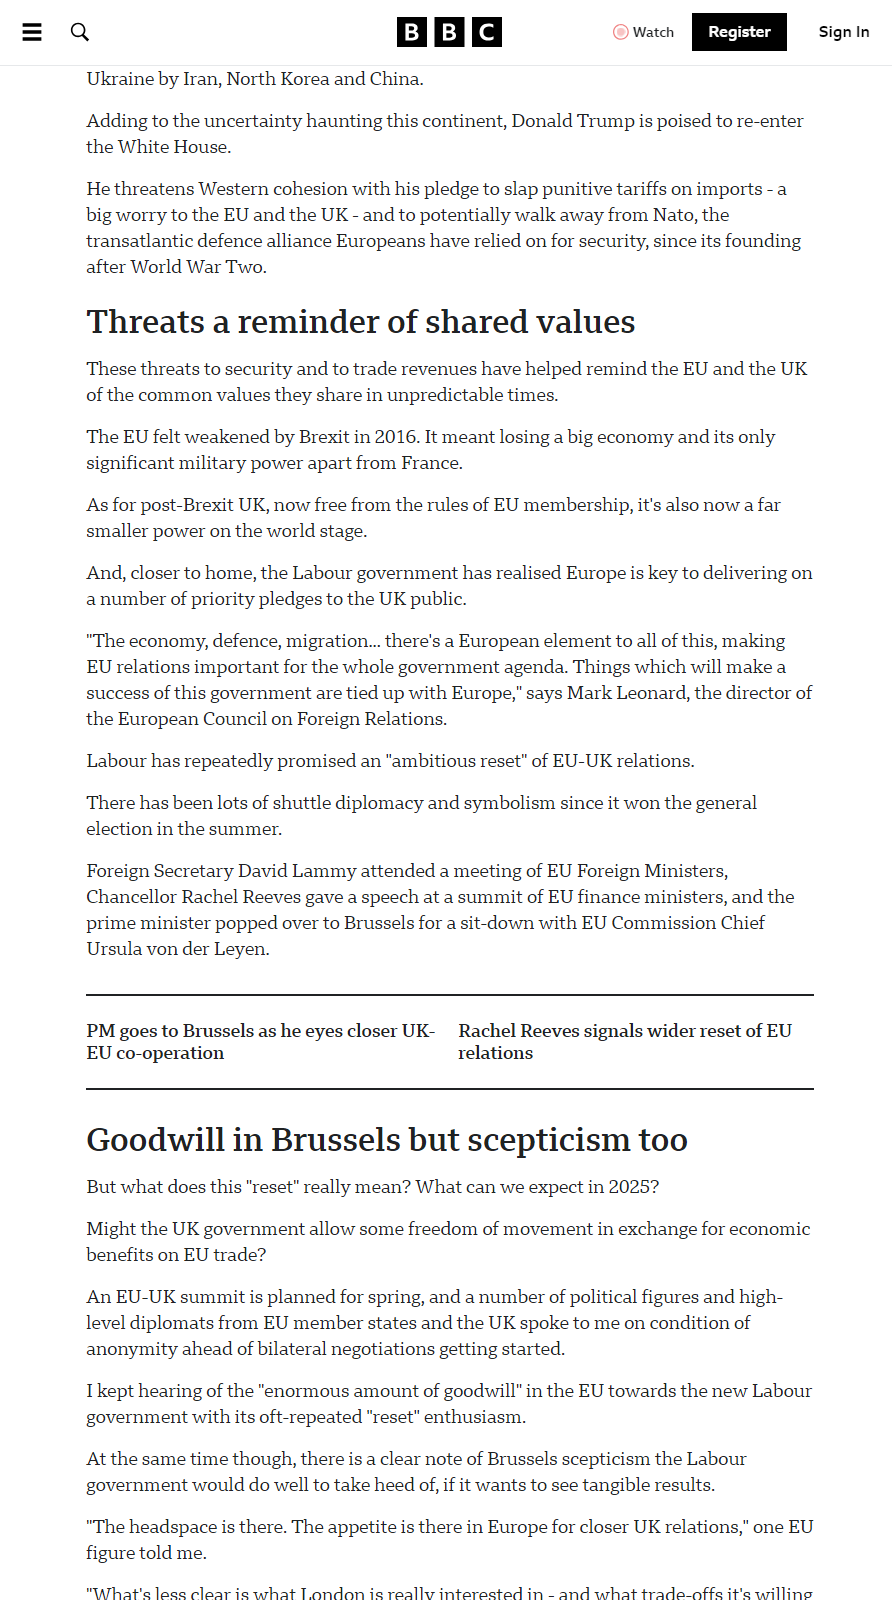 BBC
Watch
Register
Sign In
Ukraine by Iran, North Korea and China.
Adding to the uncertainty haunting this continent, Donald Trump is poised to re-enter
the White House.
He threatens Western cohesion with his pledge to slap punitive tariffs on imports - a
big worry to the EU and the UK - and to potentially walk away from Nato, the
transatlantic defence alliance Europeans have relied on for security, since its founding
after World War Two.
Threats a reminder of shared values
These threats to security and to trade revenues have helped remind the EU and the UK
of the common values they share in unpredictable times.
The EU felt weakened by Brexit in 2016. It meant losing a big economy and its only
significant military power apart from France.
As for post-Brexit UK, now free from the rules of EU membership, it's also now a far
smaller power on the world stage.
And, closer to home, the Labour government has realised Europe is key to delivering on
a number of priority pledges to the UK public.
"The economy, defence, migration... there's a European element to all of this, making
EU relations important for the whole government agenda. Things which will make a
success of this government are tied up with Europe," says Mark Leonard, the director of
the European Council on Foreign Relations.
Labour has repeatedly promised an "ambitious reset" of EU-UK relations.
There has been lots of shuttle diplomacy and symbolism since it won the general
election in the summer.
Foreign Secretary David Lammy attended a meeting of EU Foreign Ministers,
Chancellor Rachel Reeves gave a speech at a summit of EU finance ministers, and the
prime minister popped over to Brussels for a sit-down with EU Commission Chief
Ursula von der Leyen.
PM goes to Brussels as he eyes closer UK-
EU co-operation
Rachel Reeves signals wider reset of EU
relations
Goodwill in Brussels but scepticism too
But what does this "reset" really mean? What can we expect in 2025?
Might the UK government allow some freedom of movement in exchange for economic
benefits on EU trade?
An EU-UK summit is planned for spring, and a number of political figures and high-
level diplomats from EU member states and the UK spoke to me on condition of
anonymity ahead of bilateral negotiations getting started.
I kept hearing of the "enormous amount of goodwill" in the EU towards the new Labour
government with its oft-repeated "reset" enthusiasm.
At the same time though, there is a clear note of Brussels scepticism the Labour
government would do well to take heed of, if it wants to see tangible results.
"The headspace is there. The appetite is there in Europe for closer UK relations," one EU
figure told me.
"What's less clear is what London is really interested in - and what trade-offs it's willing